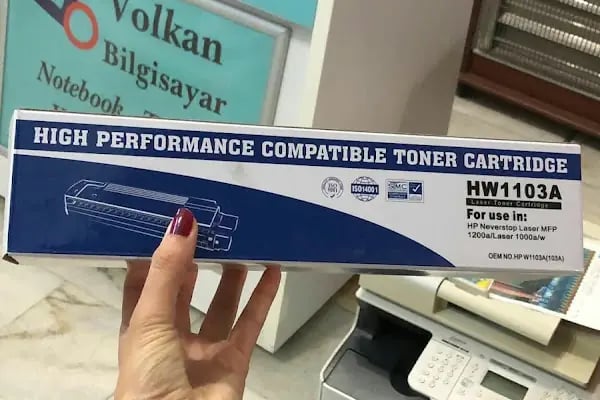 Volkan
Bilgisayar
Notebook
HIGH PERFORMANCE COMPATIBLE TONER CARTRIDGE
ISO14001
HW1103A
Laser Toner Cartridge
For use in:
HP Neverstop Laser MFP
1200a/Laser 1000a/w
OEM NO.HP W1103A(103A)